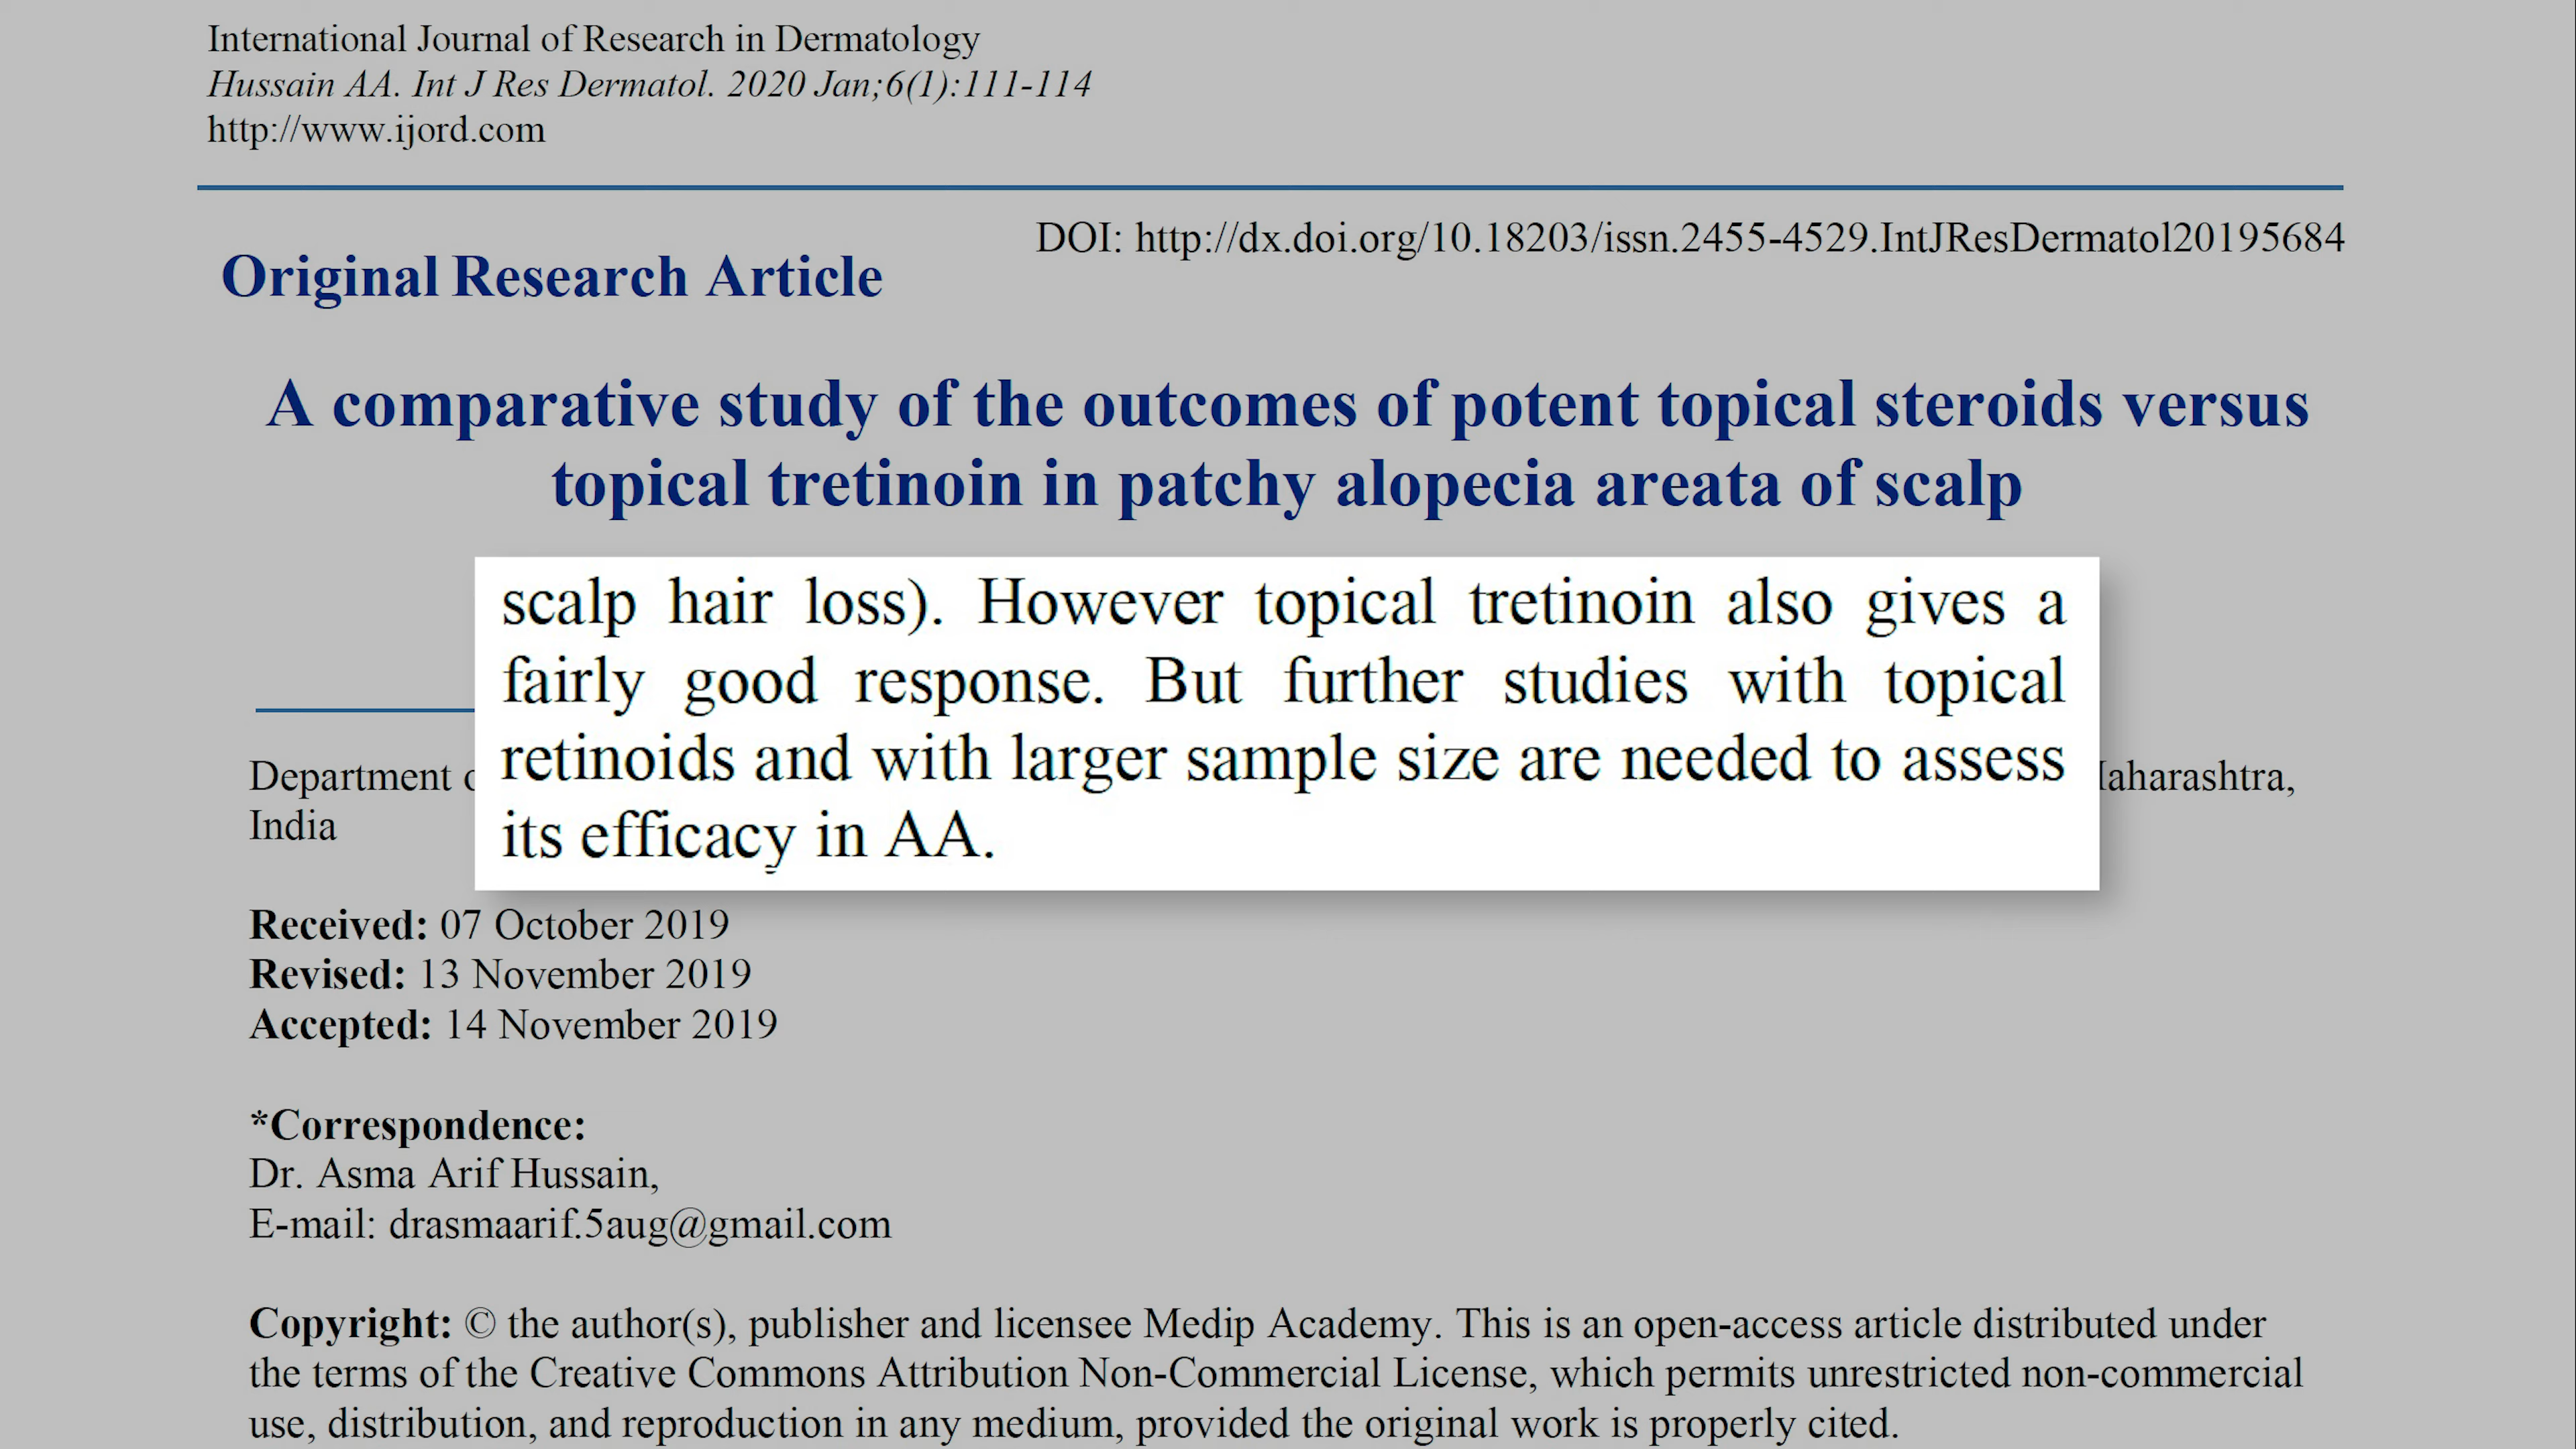 International Journal of Research in Dermatology
Hussain AA. Int J Res Dermatol. 2020 Jan;6(1):111-114
http://www.ijord.com
DOI: http://dx.doi.org/10.18203/issn.2455-4529.IntJResDermatol20195684
Original Research Article
A comparative study of the outcomes of potent topical steroids versus
topical tretinoin in patchy alopecia areata of scalp
scalp hair loss). However topical tretinoin also gives a
fairly good response. But further studies with topical
retinoids and with larger sample size are needed to assess
its efficacy in AA.
Department
India
Received: 07 October 2019
Revised: 13 November 2019
Accepted: 14 November 2019
*Correspondence:
Dr. Asma Arif Hussain,
E-mail: drasmaarif.5aug@gmail.com
Copyright: © the author(s), publisher and licensee Medip Academy. This is an open-access article distributed under
the terms of the Creative Commons Attribution Non-Commercial License, which permits unrestricted non-commercial
use, distribution, and reproduction in any medium, provided the original work is properly cited.